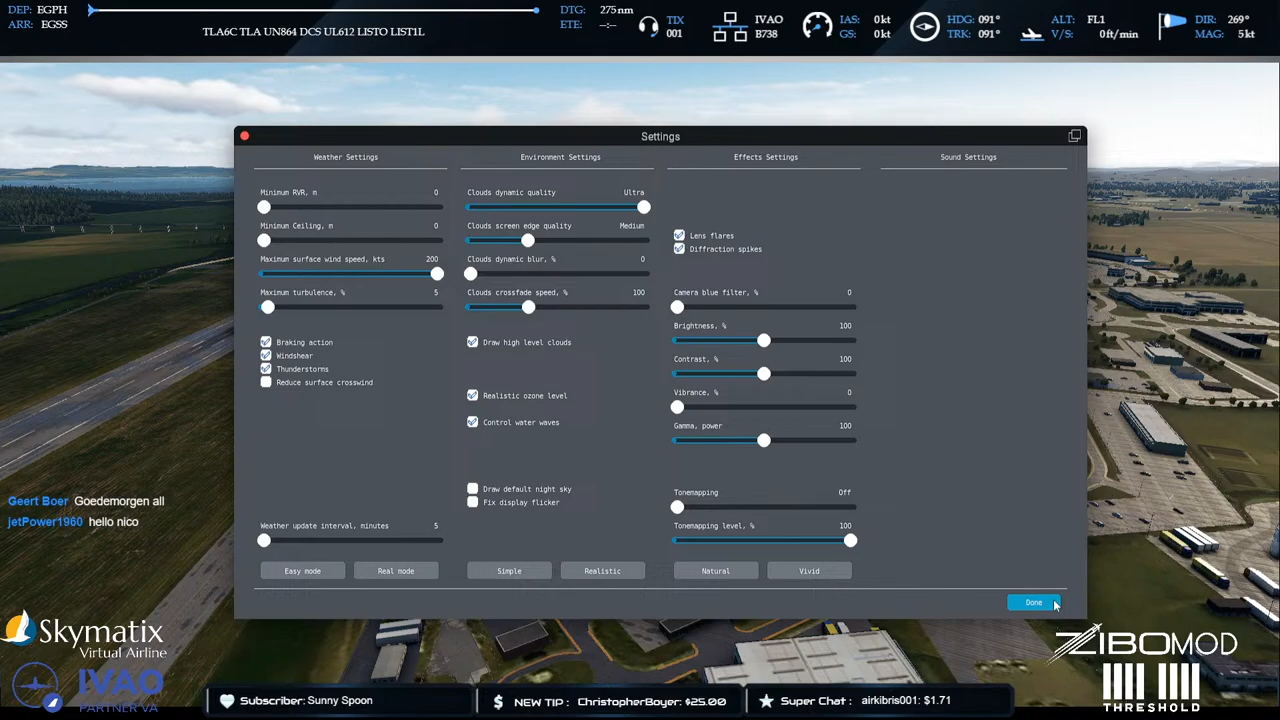 DEP: EGPH
ARR: EGSS
TLA6C TLA UN864 DCS UL612 LISTO LIST1L
DTG: 275nm
ETE: --:--
TIX
001
IVAO
B738
IAS: 0kt
GS: 0kt
HDG: 091°
TRK: 091°
ALT: FL1
V/S: 0ft/min
DIR: 269°
MAG: 5kt
Settings
Weather Settings
Minimum RVR, m 0
Minimum Ceiling, m 0
Maximum surface wind speed, kts 200
Maximum turbulence, % 5
Braking action
Windshear
Thunderstorms
Reduce surface crosswind
Weather update interval, minutes 5
Easy mode Real mode
Environment Settings
Clouds dynamic quality Ultra
Clouds screen edge quality Medium
Clouds dynamic blur, % 0
Clouds crossfade speed, % 100
Draw high level clouds
Realistic ozone level
Control water waves
Draw default night sky
Fix display flicker
Simple Realistic
Effects Settings
Lens flares
Diffraction spikes
Camera blue filter, % 0
Brightness, % 100
Contrast, % 100
Vibrance, % 0
Gamma, power 100
Tonemapping Off
Tonemapping level, % 100
Natural Vivid
Sound Settings
Done
Geert Boer Goedemorgen all
jetPower1960 hello nico
Skymatix
Virtual Airline
IVAO
PARTNER VA
Subscriber: Sunny Spoon
NEW TIP : ChristopherBoyer: $25.00
Super Chat : airkibris001: $1.71
ZIBOMOD
THRESHOLD